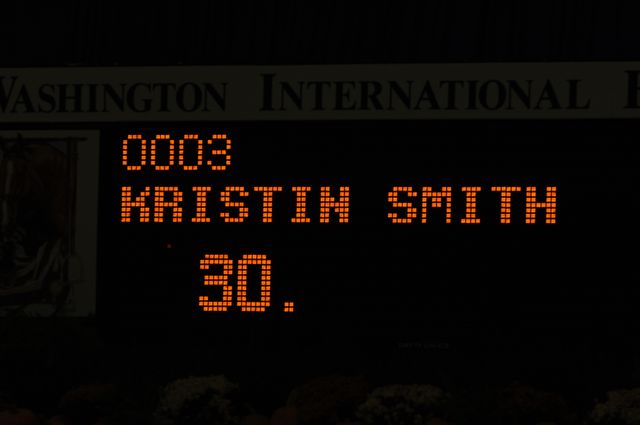 WASHINGTON INTERNATIONAL
0003
KRISTIN SMITH
30.